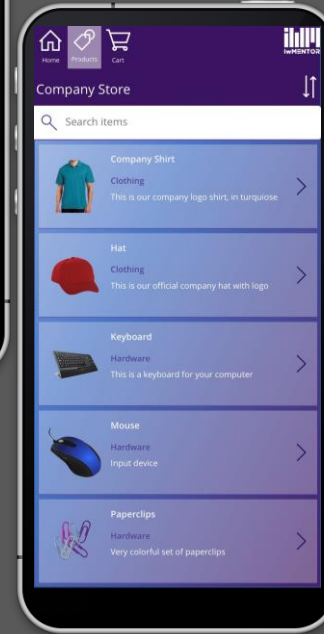 Home Products Cart
IwMENTOR
Company Store
Search items
Company Shirt
Clothing
This is our company logo shirt, in turquiose
Hat
Clothing
This is our official company hat with logo
Keyboard
Hardware
This is a keyboard for your computer
Mouse
Hardware
Input device
Paperclips
Hardware
Very colorful set of paperclips